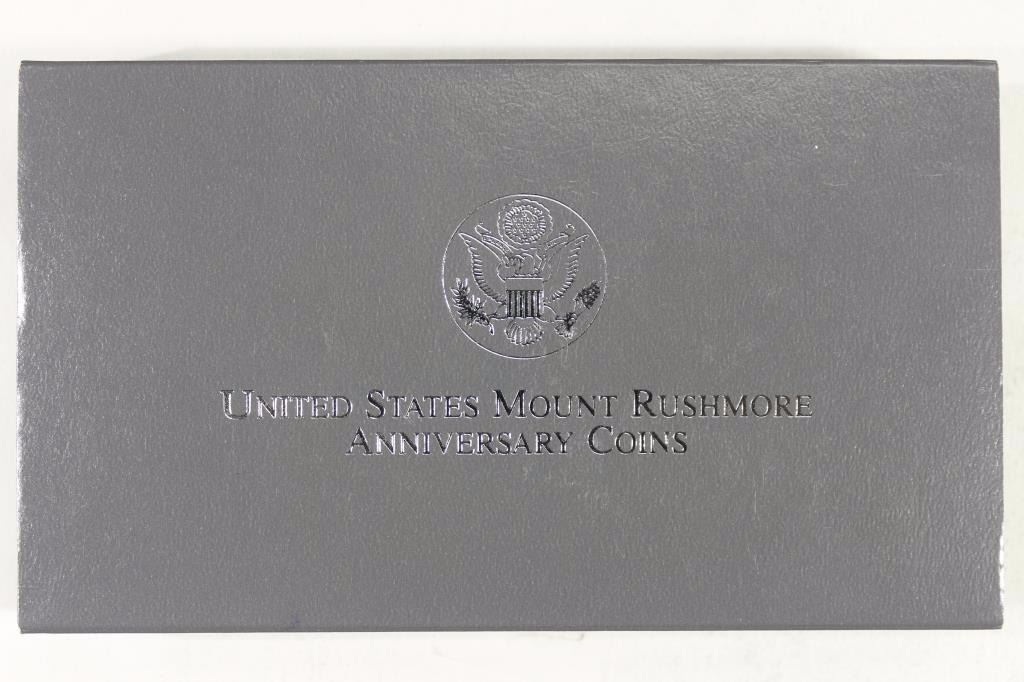 United States Mount Rushmore
Anniversary Coins